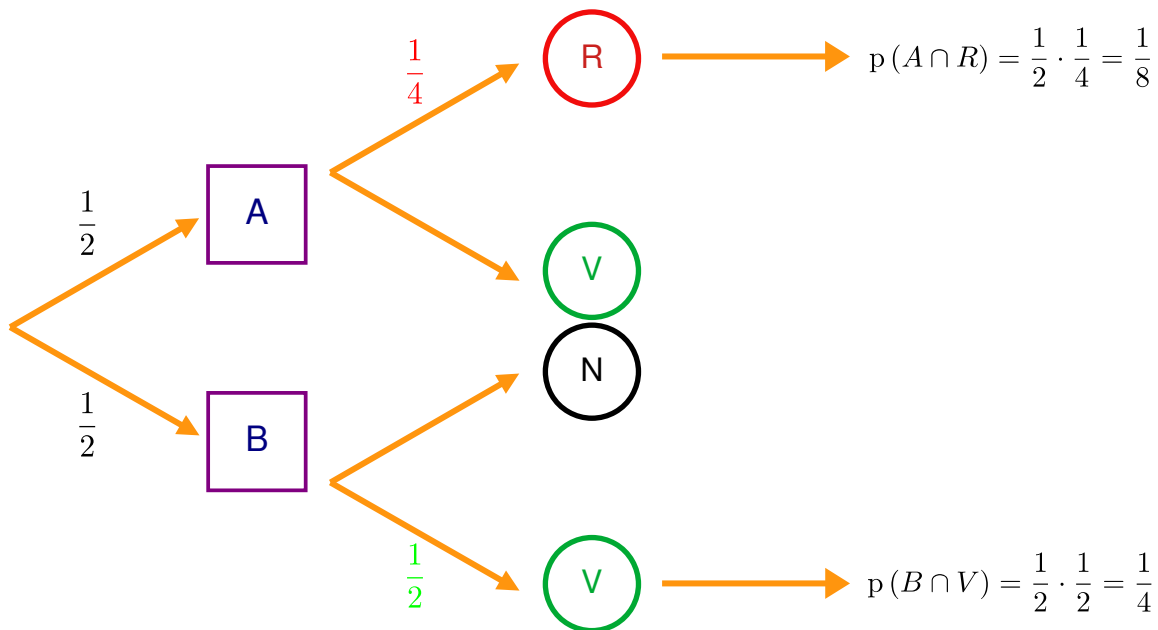 1/4
R
p (A ∩ R) = 1/2 · 1/4 = 1/8
1/2
A
V
N
1/2
B
1/2
V
p (B ∩ V) = 1/2 · 1/2 = 1/4